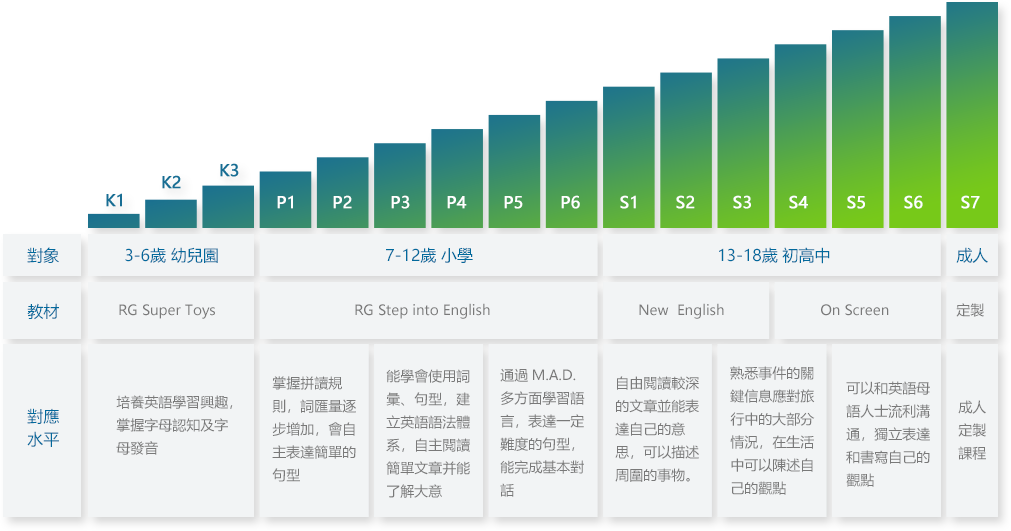 K1
K2
K3
P1
P2
P3
P4
P5
P6
S1
S2
S3
S4
S5
S6
S7
對象
3-6歲 幼兒園
7-12歲 小學
13-18歲 初高中
成人
教材
RG Super Toys
RG Step into English
New English
On Screen
定製
對應
水平
培養英語學習興趣，
掌握字母認知及字
母發音
掌握拼讀規
則，詞匯量逐
步增加，會自
主表達簡單的
句型
能學會使用詞
彙、句型，建
立英語語法體
系，自主閱讀
簡單文章并能
了解大意
通過 M.A.D.
多方面學習語
言，表達一定
難度的句型，
能完成基本對
話
自由閱讀較深
的文章並能表
達自己的意
思，可以描述
周圍的事物。
熟悉事件的關
鍵信息應對旅
行中的大部分
情況，在生活
中可以陳述自
己的觀點
可以和英語母
語人士流利溝
通，獨立表達
和書寫自己的
觀點
成人
定製
課程